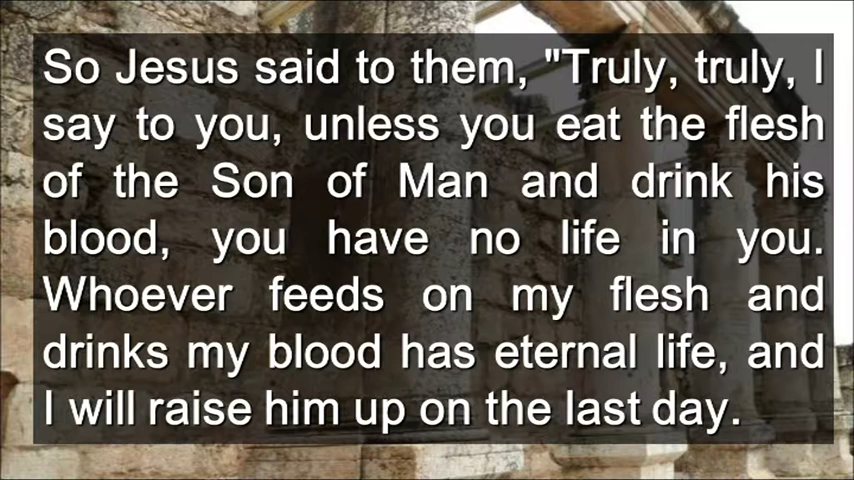 So Jesus said to them, "Truly, truly, I
say to you, unless you eat the flesh
of the Son of Man and drink his
blood, you have no life in you.
Whoever feeds on my flesh and
drinks my blood has eternal life, and
I will raise him up on the last day.